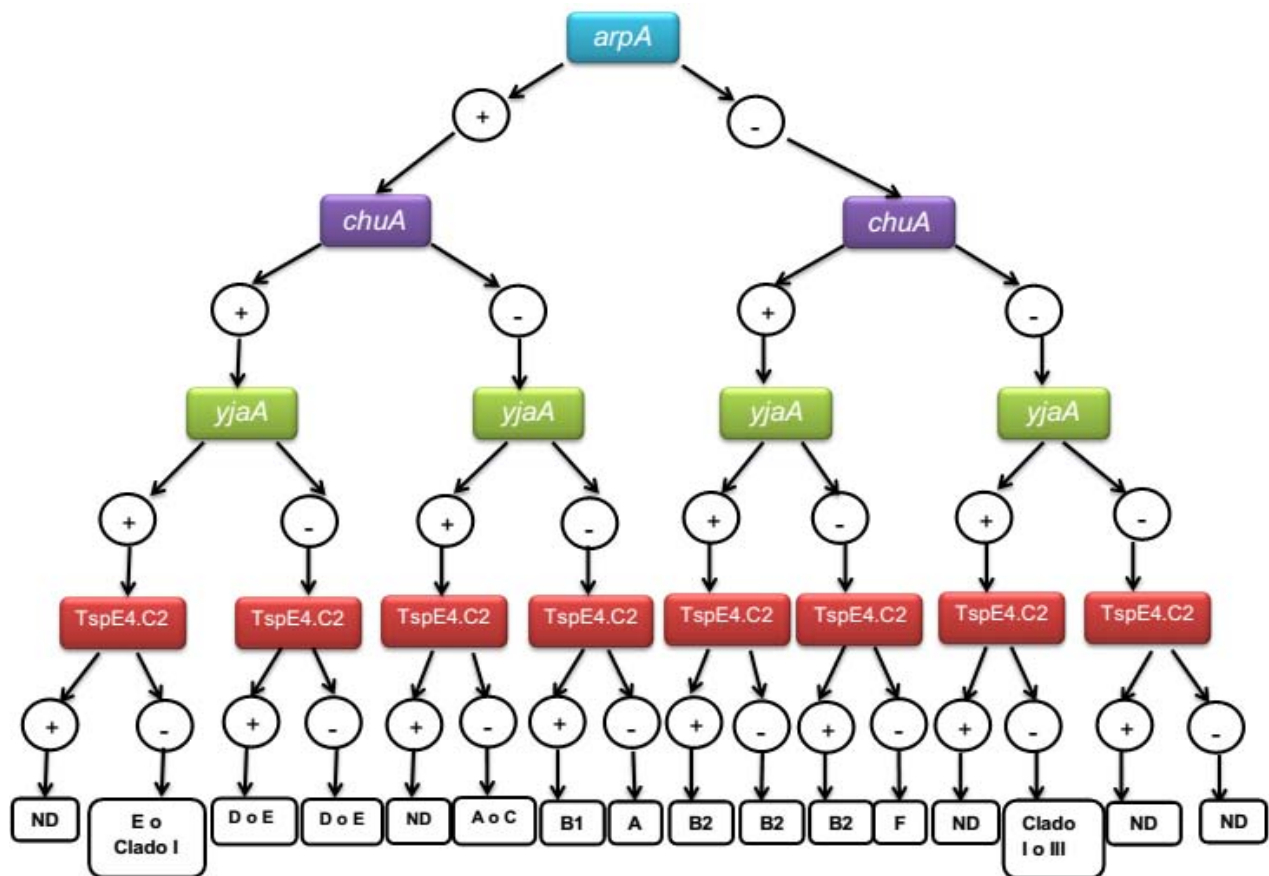 arpA
+
-
chuA
chuA
+
-
+
-
yjaA
yjaA
yjaA
yjaA
+
-
+
-
+
-
+
-
TspE4.C2
TspE4.C2
TspE4.C2
TspE4.C2
TspE4.C2
TspE4.C2
TspE4.C2
TspE4.C2
+
-
+
-
+
-
+
-
+
-
+
-
+
-
+
-
ND
E o
Clado I
D o E
D o E
ND
A o C
B1
A
B2
B2
B2
F
ND
Clado
I o III
ND
ND